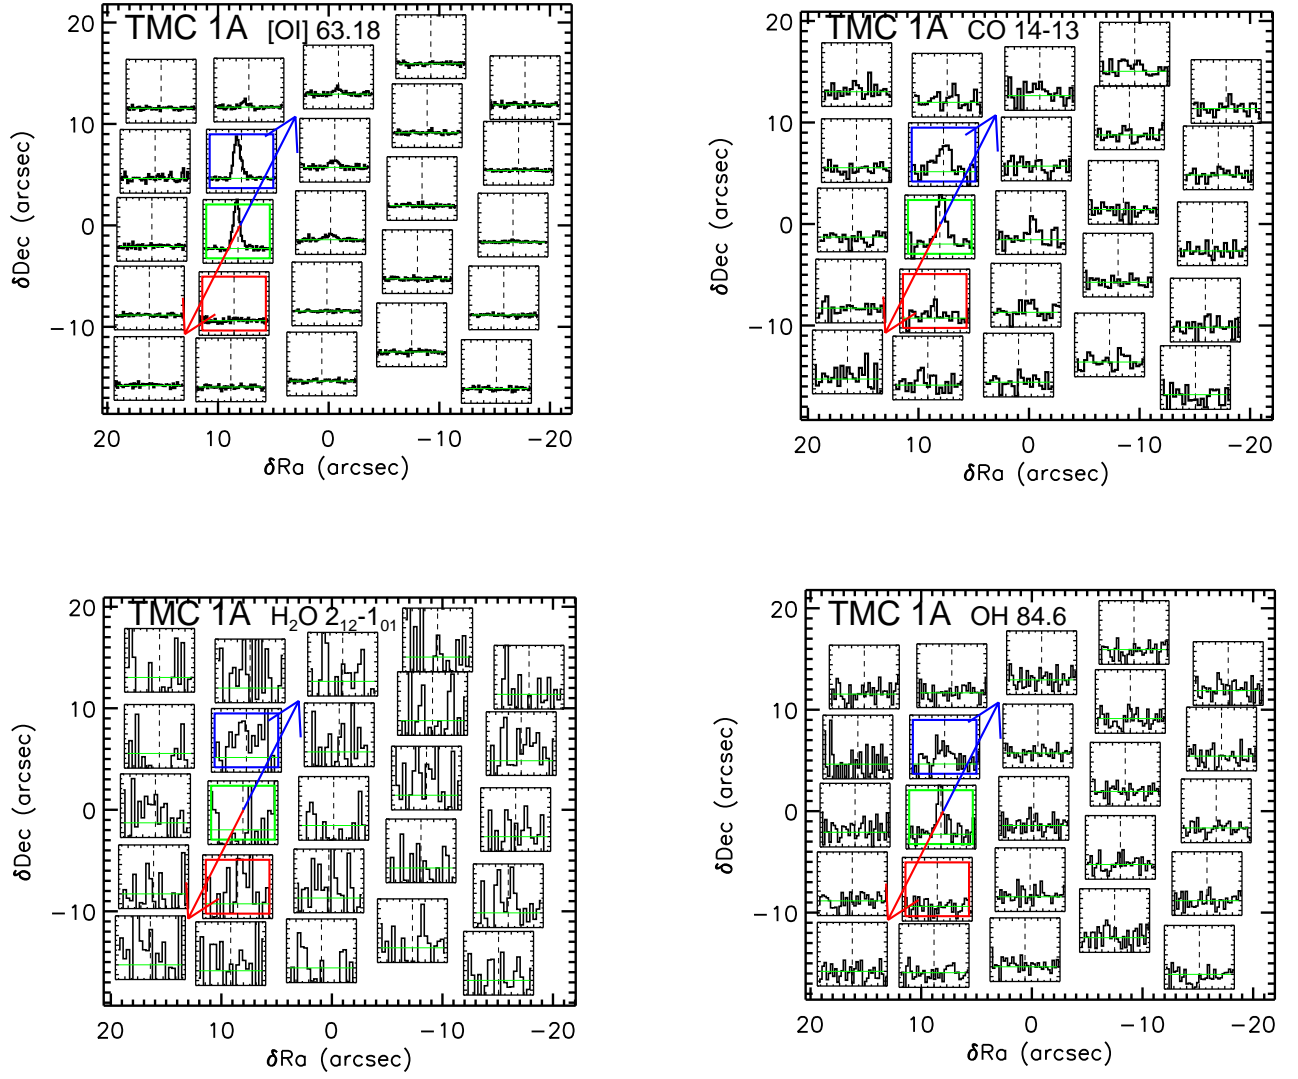 TMC 1A [OI] 63.18
20
10
0
−10
δDec (arcsec)
20 10 0 −10 −20
δRa (arcsec)
TMC 1A CO 14-13
20
10
0
−10
δDec (arcsec)
20 10 0 −10 −20
δRa (arcsec)
TMC 1A H₂O 2₁₂-1₀₁
20
10
0
−10
δDec (arcsec)
20 10 0 −10 −20
δRa (arcsec)
TMC 1A OH 84.6
20
10
0
−10
δDec (arcsec)
20 10 0 −10 −20
δRa (arcsec)